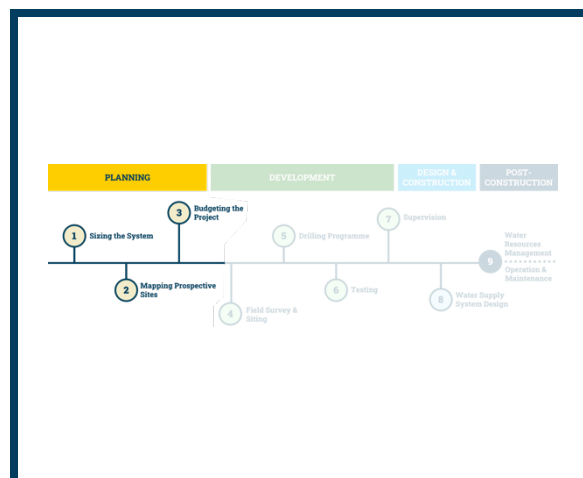 PLANNING
DEVELOPMENT
DESIGN &
CONSTRUCTION
POST-
CONSTRUCTION
1
Sizing the System
2
Mapping Prospective
Sites
3
Budgeting the
Project
4
Field Survey &
Siting
5
Drilling Programme
6
Testing
7
Supervision
8
Water Supply
System Design
9
Water
Resources
Management
Operation &
Maintenance